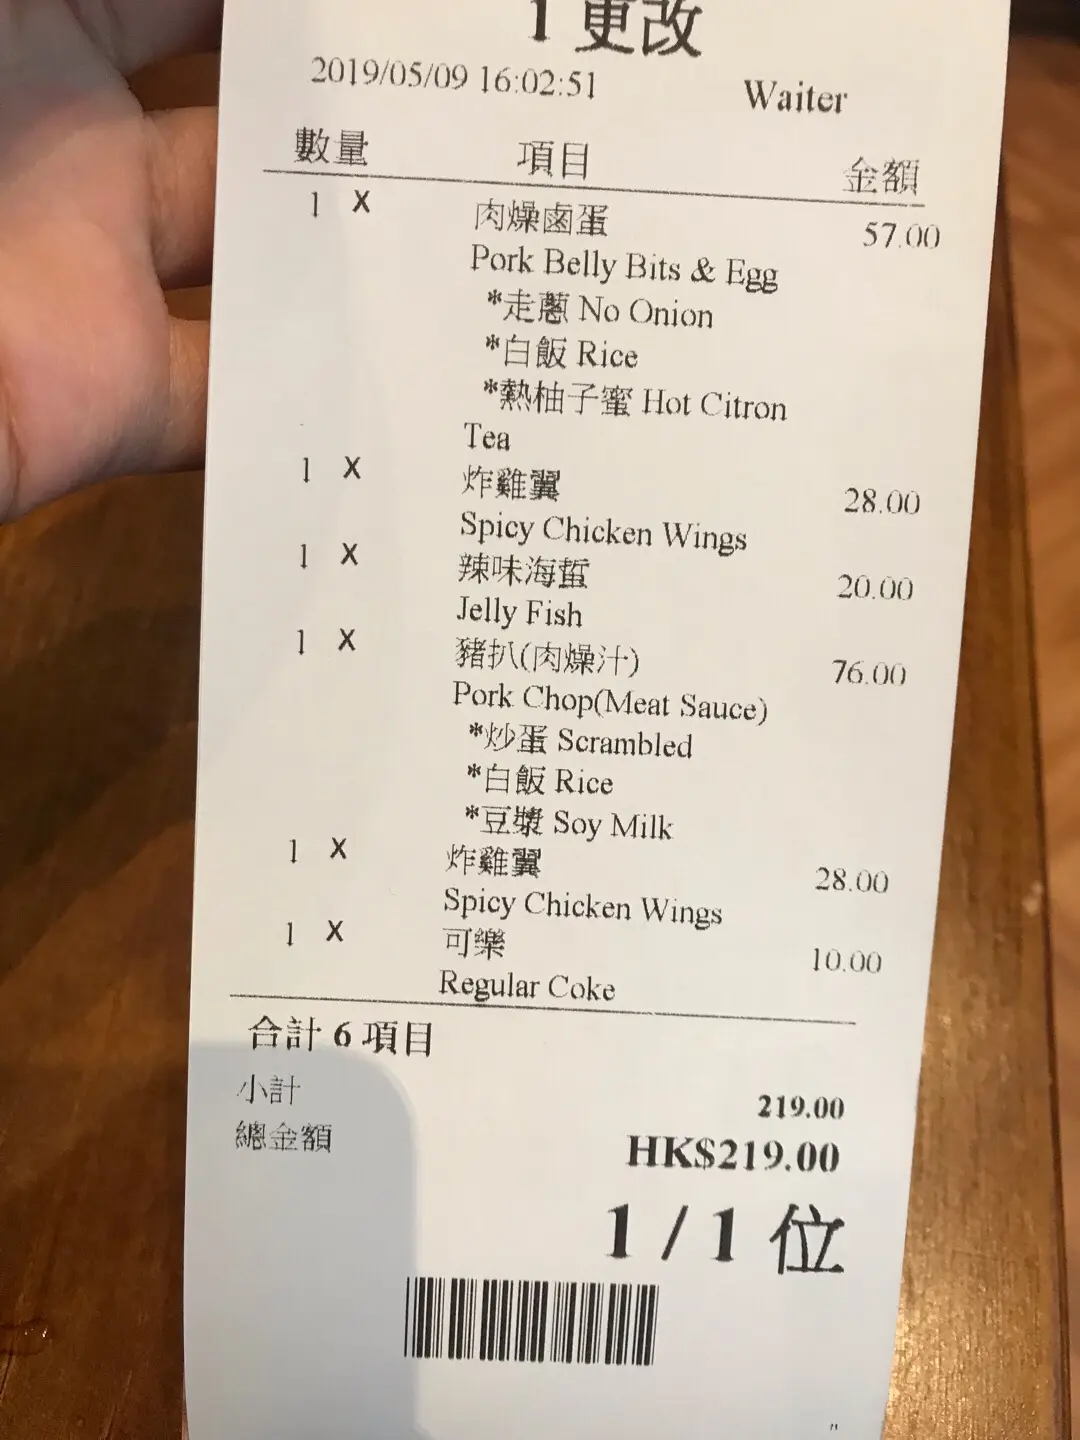 1 更改
2019/05/09 16:02:51 Waiter
數量 項目 金額
1 X 肉燥鹵蛋 57.00
Pork Belly Bits & Egg
*走蔥 No Onion
*白飯 Rice
*熱柚子蜜 Hot Citron
Tea
1 X 炸雞翼 28.00
Spicy Chicken Wings
1 X 辣味海蜇 20.00
Jelly Fish
1 X 豬扒(肉燥汁) 76.00
Pork Chop(Meat Sauce)
*炒蛋 Scrambled
*白飯 Rice
*豆漿 Soy Milk
1 X 炸雞翼 28.00
Spicy Chicken Wings
1 X 可樂 10.00
Regular Coke
合計 6 項目
小計 219.00
總金額 HK$219.00
1 / 1 位